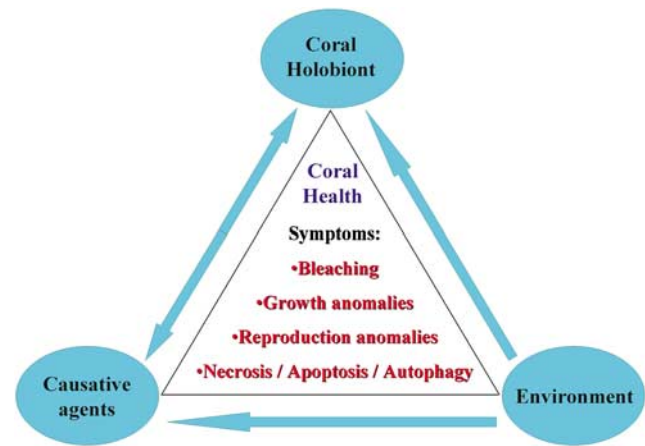 Coral
Holobiont
Coral
Health
Symptoms:
•Bleaching
•Growth anomalies
•Reproduction anomalies
•Necrosis / Apoptosis / Autophagy
Causative
agents
Environment